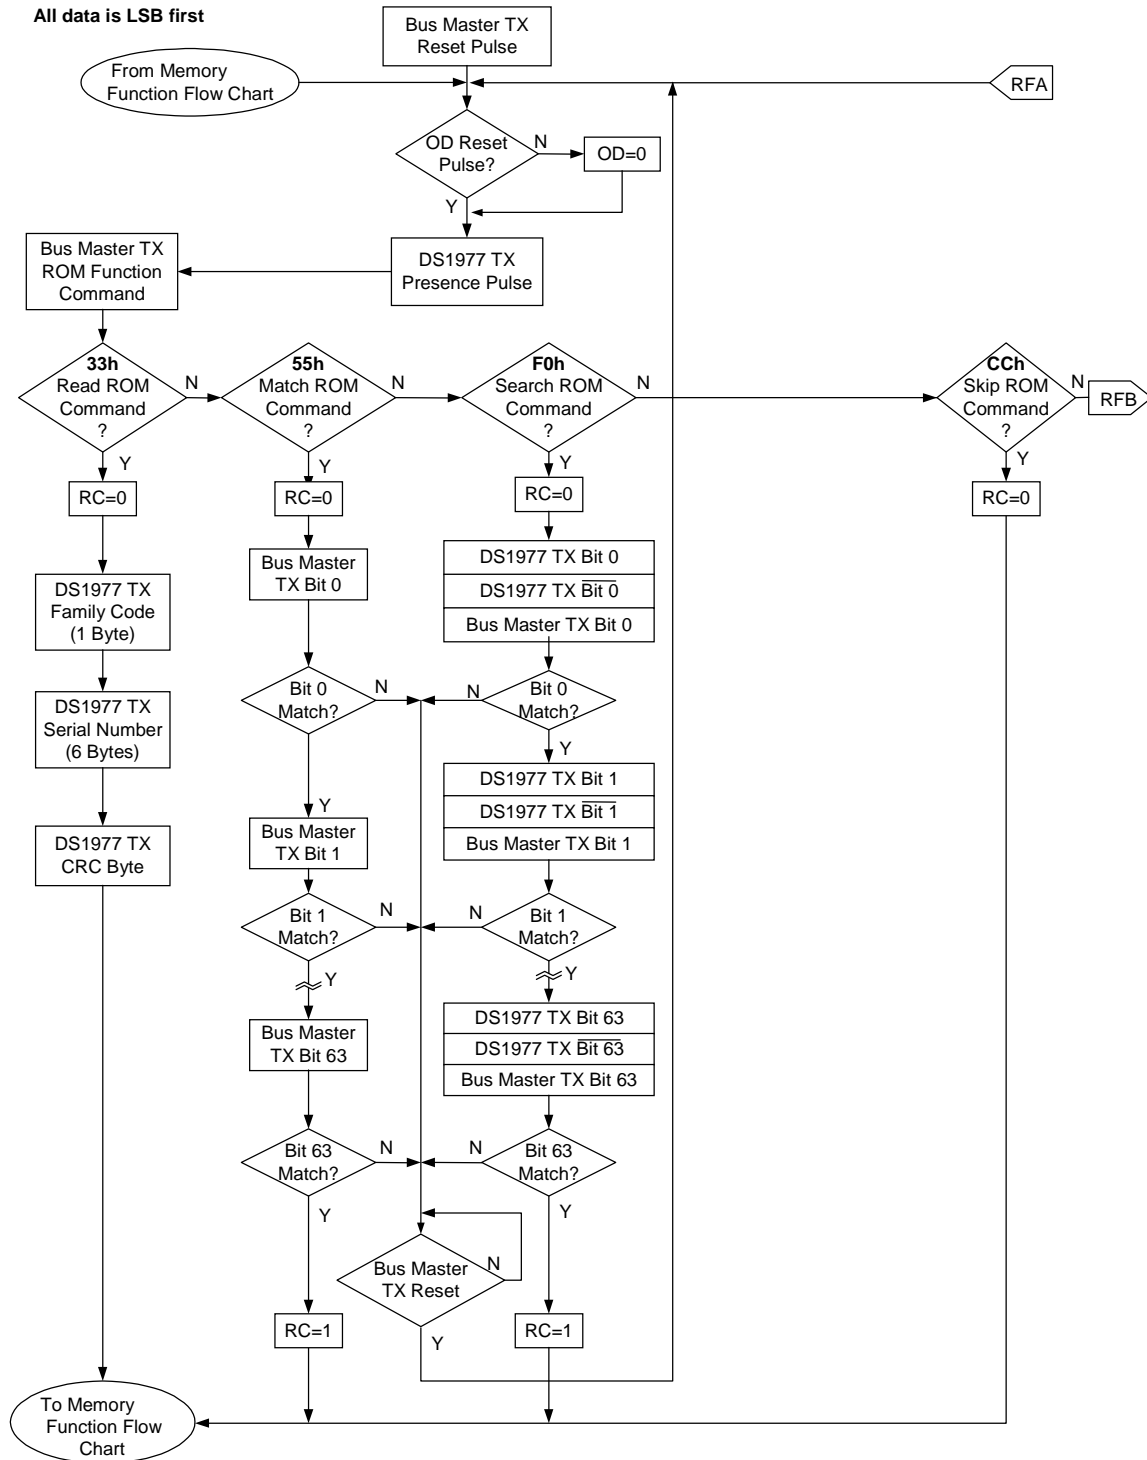 All data is LSB first
Bus Master TX
Reset Pulse
From Memory
Function Flow Chart
RFA
OD Reset
Pulse?
N
OD=0
Y
Bus Master TX
ROM Function
Command
DS1977 TX
Presence Pulse
33h
Read ROM
Command
?
N
Y
55h
Match ROM
Command
?
N
Y
F0h
Search ROM
Command
?
N
Y
CCh
Skip ROM
Command
?
N
Y
RFB
RC=0
RC=0
RC=0
RC=0
DS1977 TX
Family Code
(1 Byte)
DS1977 TX
Serial Number
(6 Bytes)
DS1977 TX
CRC Byte
Bus Master
TX Bit 0
Bit 0
Match?
N
Y
Bus Master
TX Bit 1
Bit 1
Match?
N
Y
Bus Master
TX Bit 63
Bit 63
Match?
N
Y
RC=1
DS1977 TX Bit 0
DS1977 TX B̅i̅t̅ ̅0̅
Bus Master TX Bit 0
N
Bit 0
Match?
Y
DS1977 TX Bit 1
DS1977 TX B̅i̅t̅ ̅1̅
Bus Master TX Bit 1
N
Bit 1
Match?
Y
DS1977 TX Bit 63
DS1977 TX B̅i̅t̅ ̅6̅3̅
Bus Master TX Bit 63
N
Bit 63
Match?
Y
Bus Master
TX Reset
N
Y
RC=1
To Memory
Function Flow
Chart